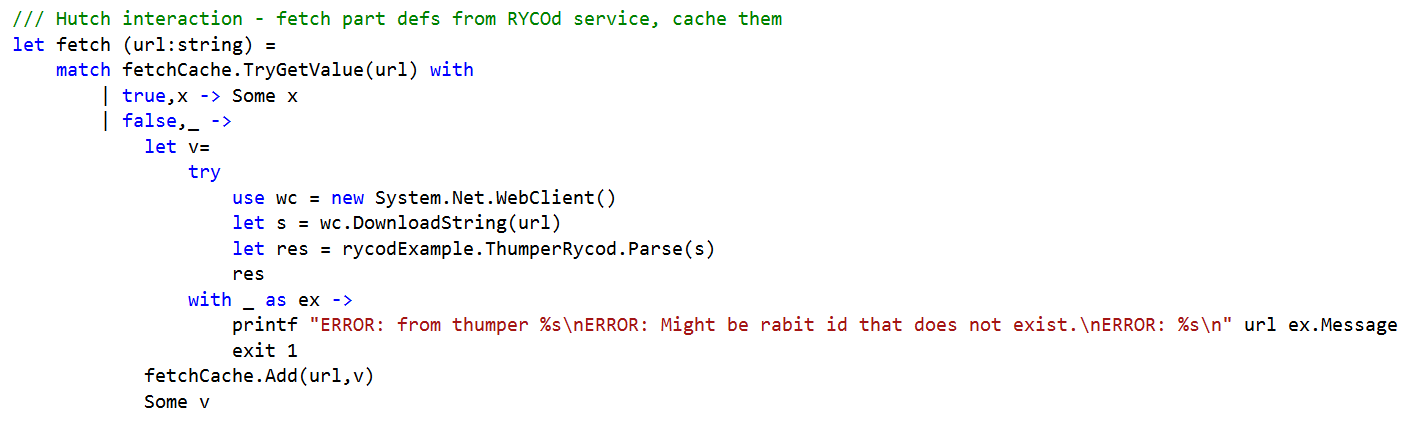 /// Hutch interaction - fetch part defs from RYCOd service, cache them
let fetch (url:string) =
    match fetchCache.TryGetValue(url) with
        | true,x -> Some x
        | false,_ ->
            let v=
                try
                    use wc = new System.Net.WebClient()
                    let s = wc.DownloadString(url)
                    let res = rycodExample.ThumperRycod.Parse(s)
                    res
                with _ as ex ->
                    printf "ERROR: from thumper %s\nERROR: Might be rabit id that does not exist.\nERROR: %s\n" url ex.Message
                    exit 1
            fetchCache.Add(url,v)
            Some v